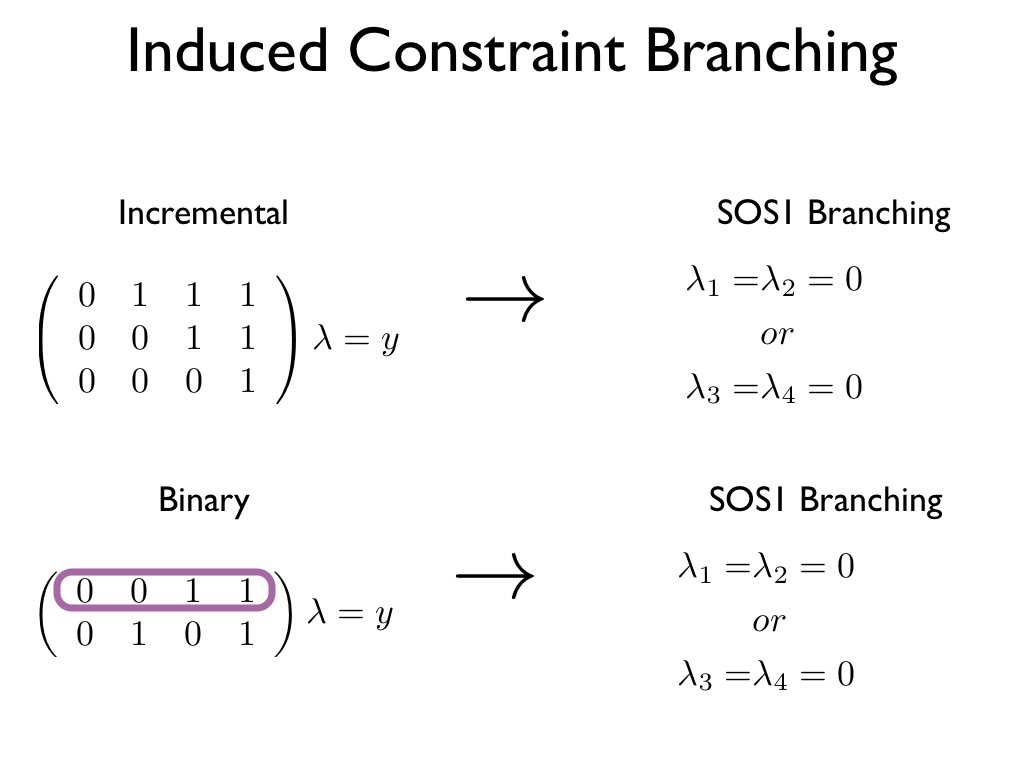 Induced Constraint Branching
Incremental
SOS1 Branching
0 1 1 1
0 0 1 1
0 0 0 1
λ = y
→
λ₁ = λ₂ = 0
or
λ₃ = λ₄ = 0
Binary
SOS1 Branching
0 0 1 1
0 1 0 1
λ = y
→
λ₁ = λ₂ = 0
or
λ₃ = λ₄ = 0